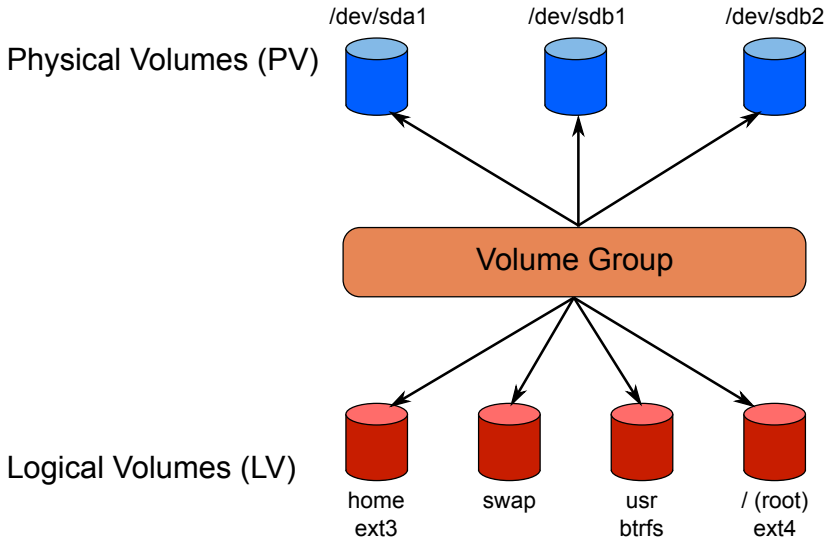 /dev/sda1
/dev/sdb1
/dev/sdb2
Physical Volumes (PV)
Volume Group
Logical Volumes (LV)
home
ext3
swap
usr
btrfs
/ (root)
ext4